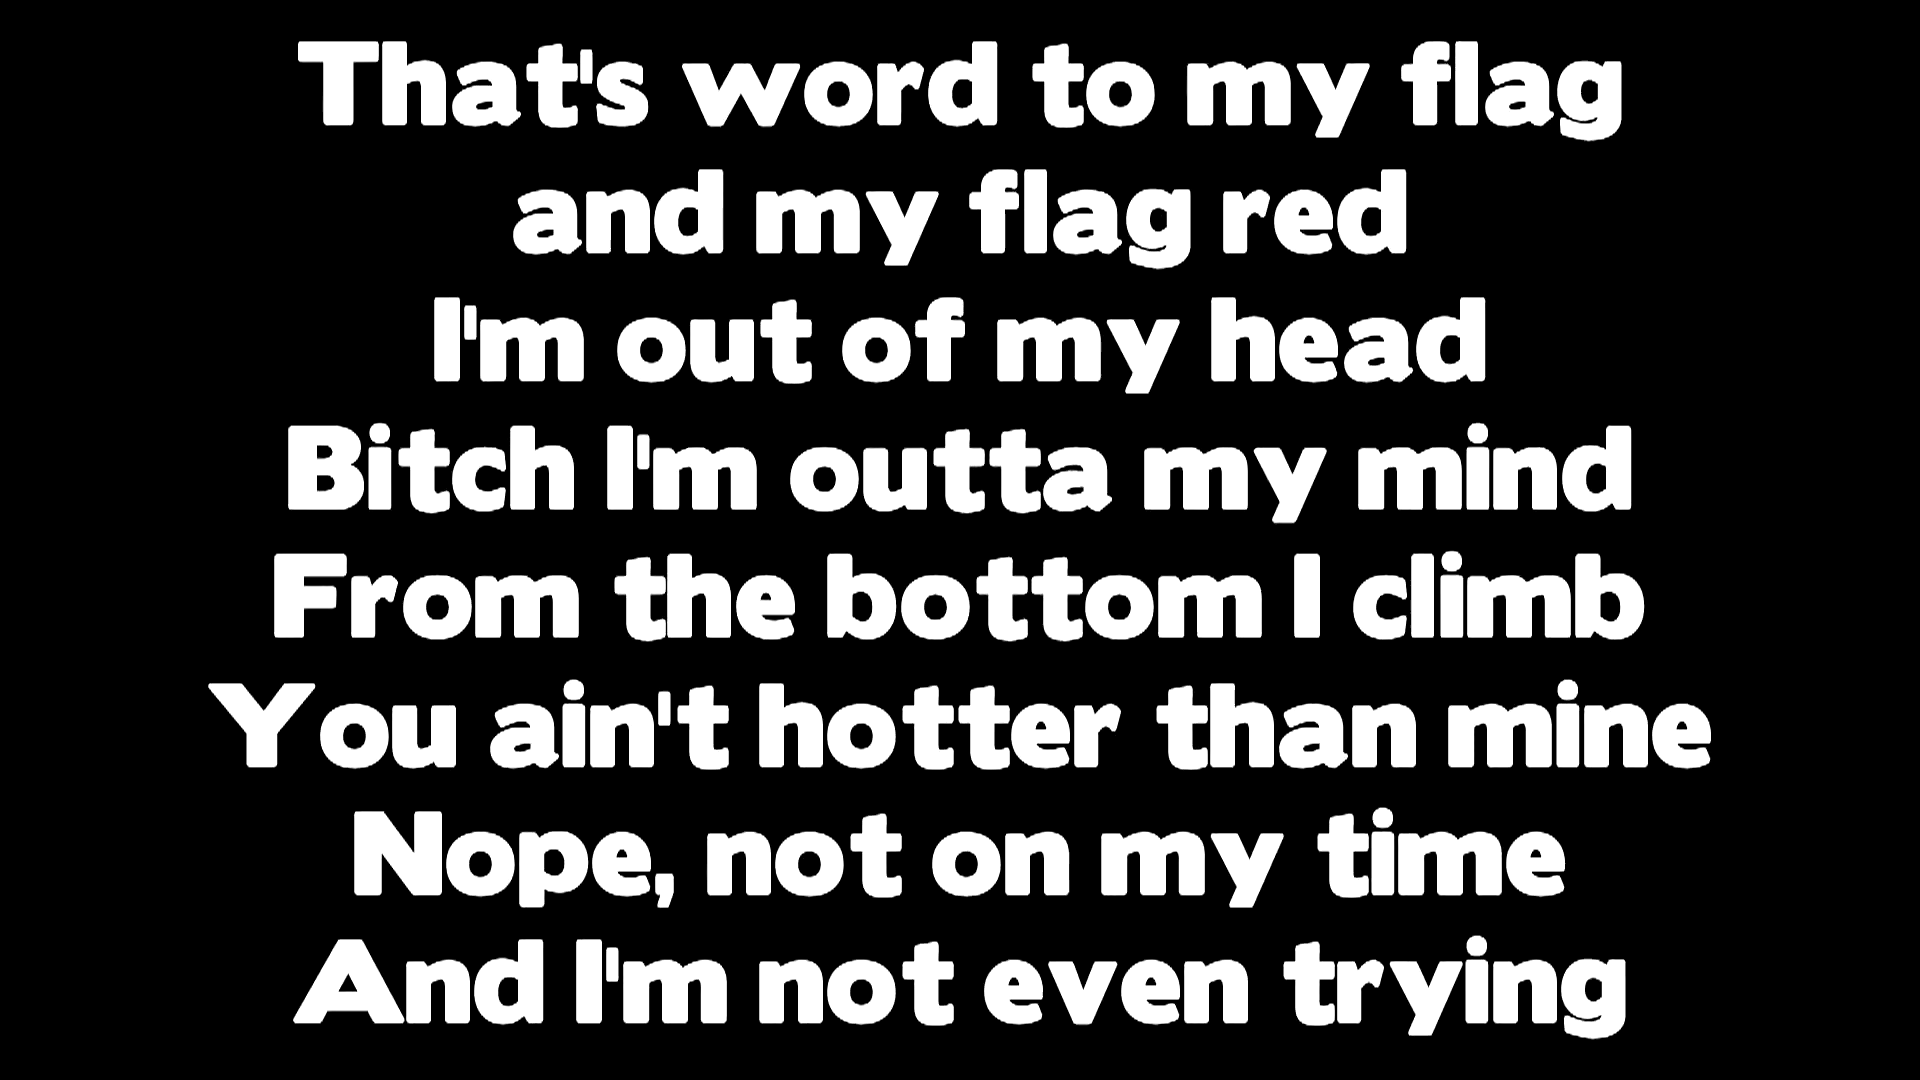 That's word to my flag
and my flag red
I'm out of my head
Bitch I'm outta my mind
From the bottom I climb
You ain't hotter than mine
Nope, not on my time
And I'm not even trying